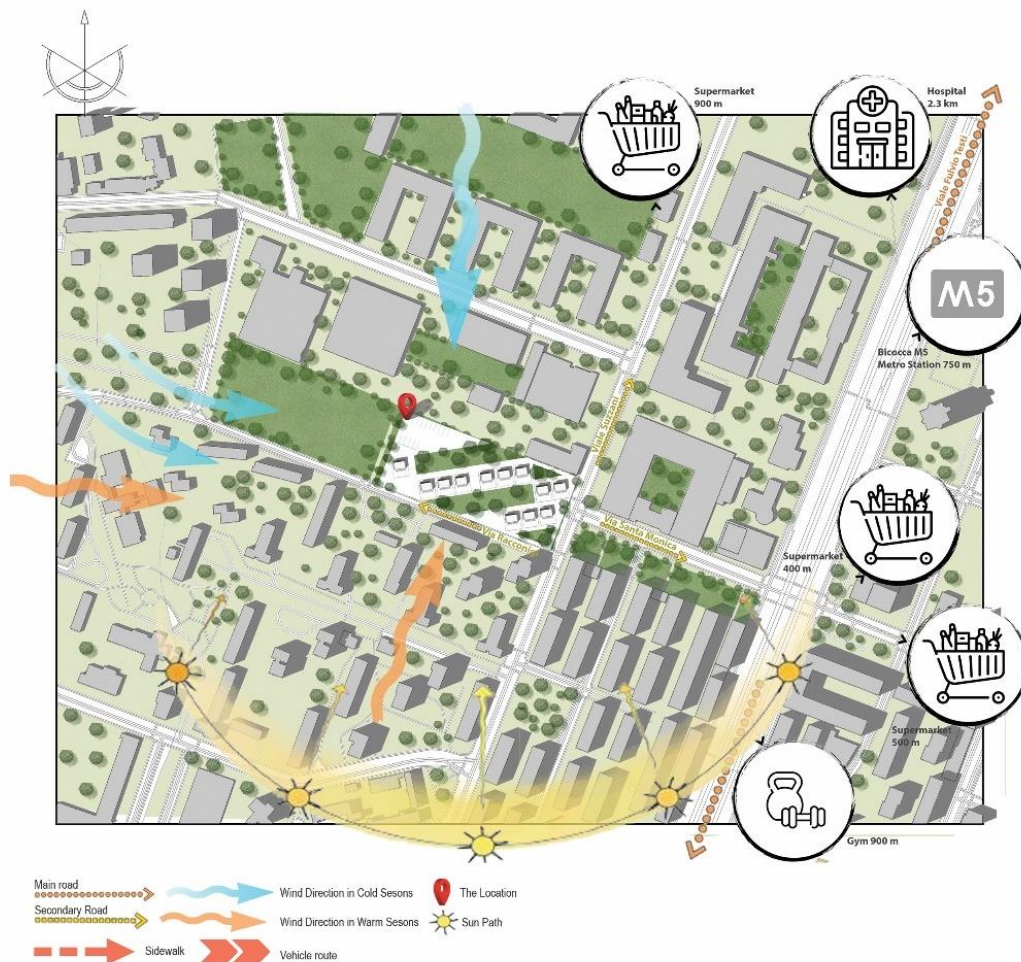 Supermarket
900 m
Hospital
2.3 km
Viale Fulvio Testi
M5
Bicocca M5
Metro Station 750 m
Viale Suzzani
Via Santa Monica
Via Racconigi
Supermarket
400 m
Supermarket
500 m
Gym 900 m
Main road
Wind Direction in Cold Sesons
The Location
Secondary Road
Wind Direction in Warm Sesons
Sun Path
Sidewalk
Vehicle route